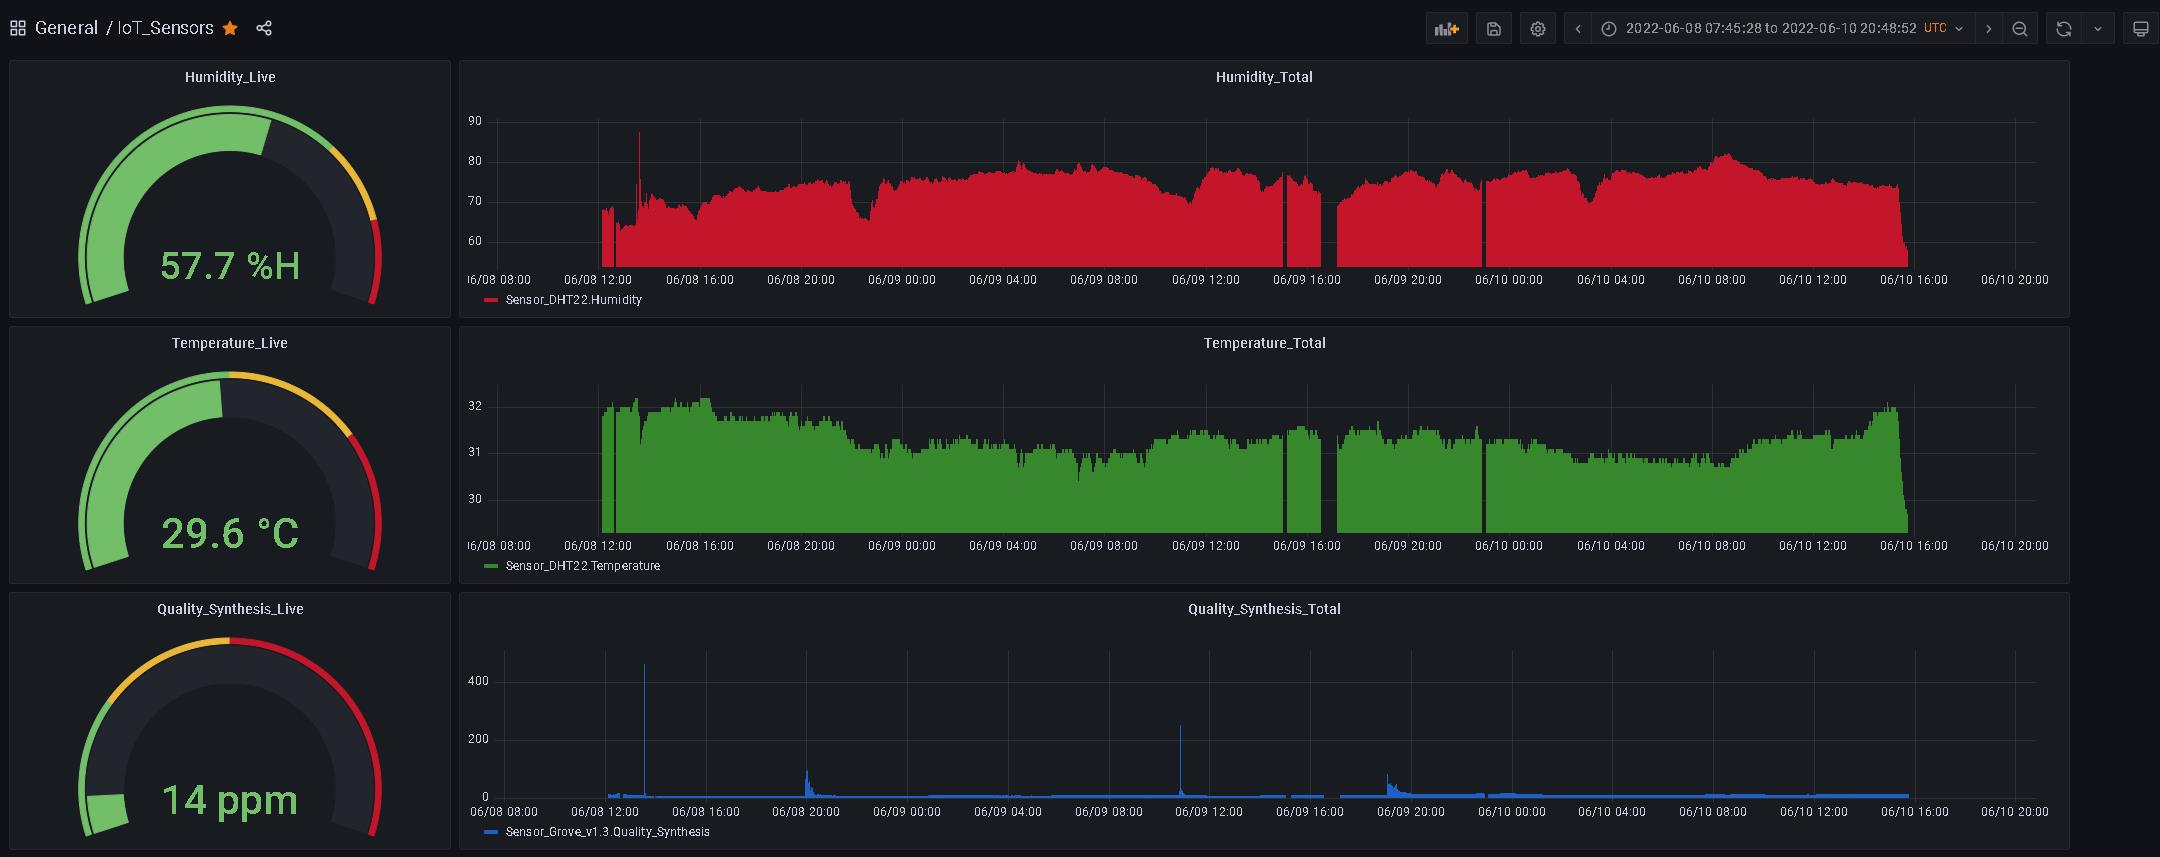 General / IoT_Sensors
2022-06-08 07:45:28 to 2022-06-10 20:48:52 UTC
Humidity_Live
57.7 %H
Humidity_Total
90
80
70
60
06/08 08:00 06/08 12:00 06/08 16:00 06/08 20:00 06/09 00:00 06/09 04:00 06/09 08:00 06/09 12:00 06/09 16:00 06/09 20:00 06/10 00:00 06/10 04:00 06/10 08:00 06/10 12:00 06/10 16:00 06/10 20:00
Sensor_DHT22.Humidity
Temperature_Live
29.6 °C
Temperature_Total
32
31
30
06/08 08:00 06/08 12:00 06/08 16:00 06/08 20:00 06/09 00:00 06/09 04:00 06/09 08:00 06/09 12:00 06/09 16:00 06/09 20:00 06/10 00:00 06/10 04:00 06/10 08:00 06/10 12:00 06/10 16:00 06/10 20:00
Sensor_DHT22.Temperature
Quality_Synthesis_Live
14 ppm
Quality_Synthesis_Total
400
200
0
06/08 08:00 06/08 12:00 06/08 16:00 06/08 20:00 06/09 00:00 06/09 04:00 06/09 08:00 06/09 12:00 06/09 16:00 06/09 20:00 06/10 00:00 06/10 04:00 06/10 08:00 06/10 12:00 06/10 16:00 06/10 20:00
Sensor_Grove_v1.3.Quality_Synthesis